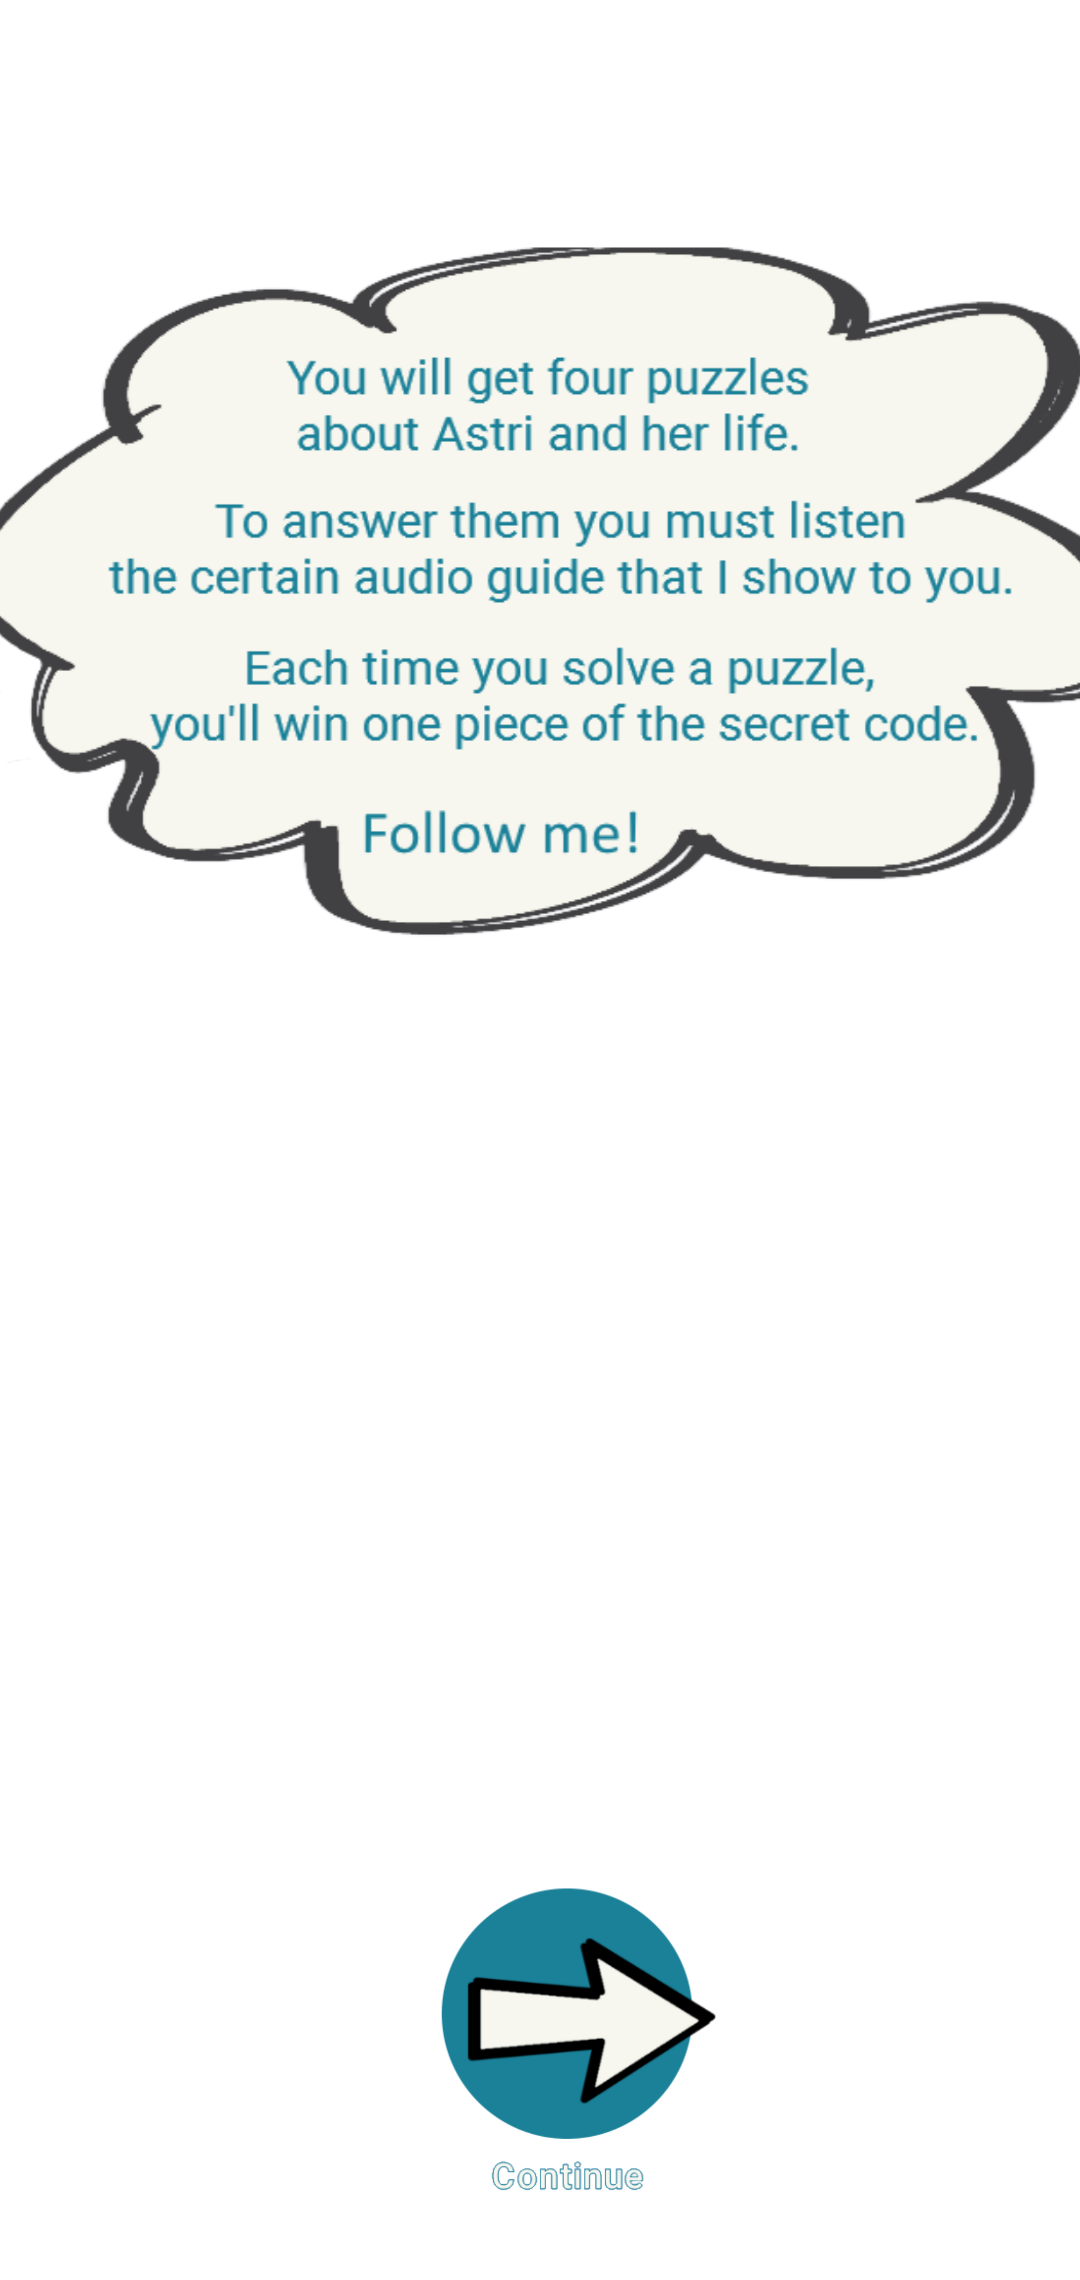 You will get four puzzles
about Astri and her life.
To answer them you must listen
the certain audio guide that I show to you.
Each time you solve a puzzle,
you'll win one piece of the secret code.
Follow me!
Continue